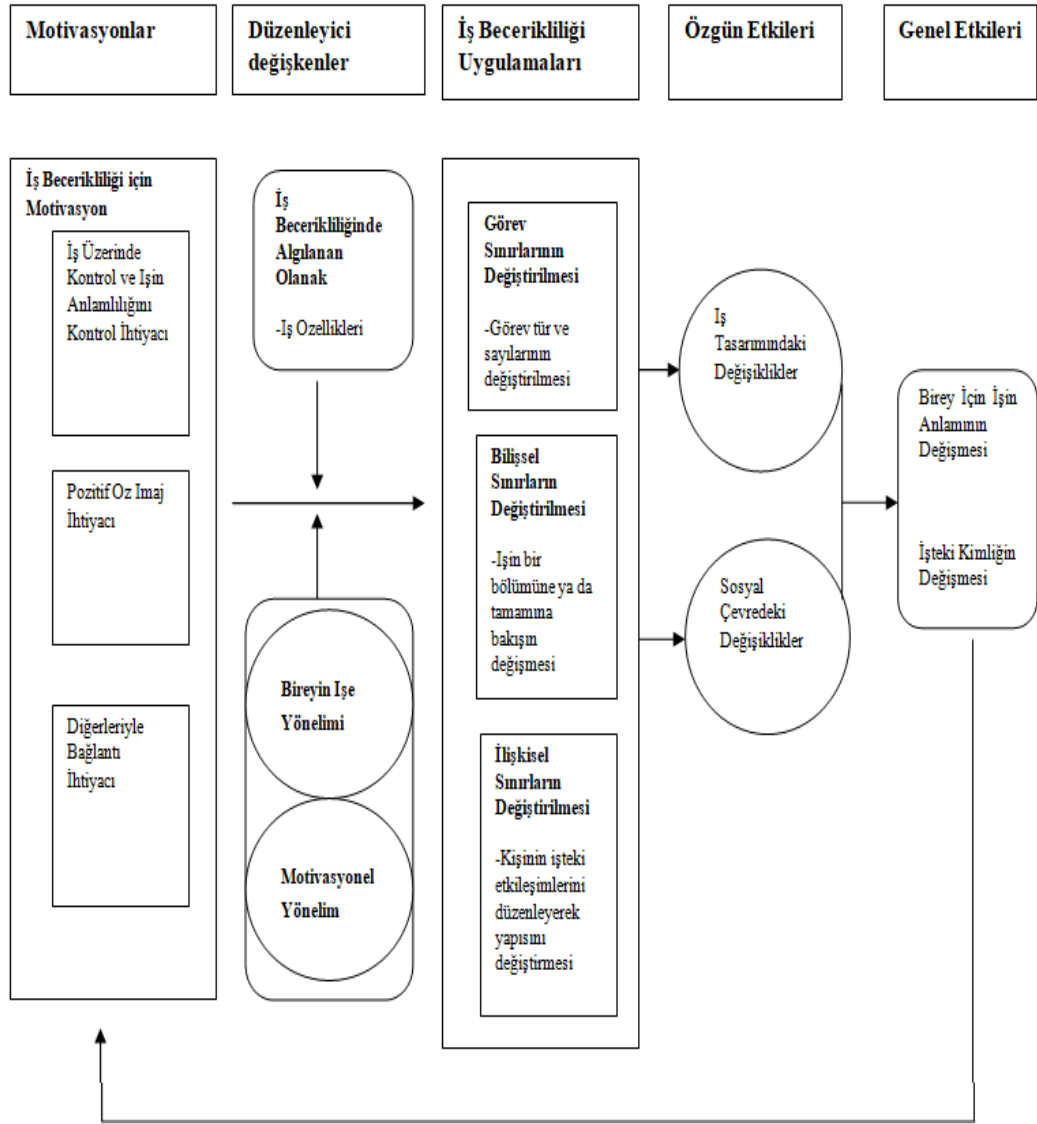 Motivasyonlar
Düzenleyici
değişkenler
İş Becerikliliği
Uygulamaları
Özgün Etkileri
Genel Etkileri
İş Becerikliliği için
Motivasyon
İş Üzerinde
Kontrol ve Işin
Anlamlılığını
Kontrol İhtiyacı
Pozitif Oz Imaj
İhtiyacı
Diğerleriyle
Bağlantı
İhtiyacı
İş
Becerikliliğinde
Algılanan
Olanak
-Iş Ozellikleri
Bireyin Işe
Yönelimi
Motivasyonel
Yönelim
Görev
Sınırlarının
Değiştirilmesi
-Görev tür ve
sayılarının
değiştirilmesi
Bilişsel
Sınırların
Değiştirilmesi
-Işin bir
bölümüne ya da
tamamına
bakışın
değişmesi
İlişkisel
Sınırların
Değiştirilmesi
-Kişinin işteki
etkileşimlerini
düzenleyerek
yapısını
değiştirmesi
Iş
Tasarımındaki
Değişiklikler
Sosyal
Çevredeki
Değişiklikler
Birey İçin İşin
Anlamının
Değişmesi
İşteki Kimliğin
Değişmesi